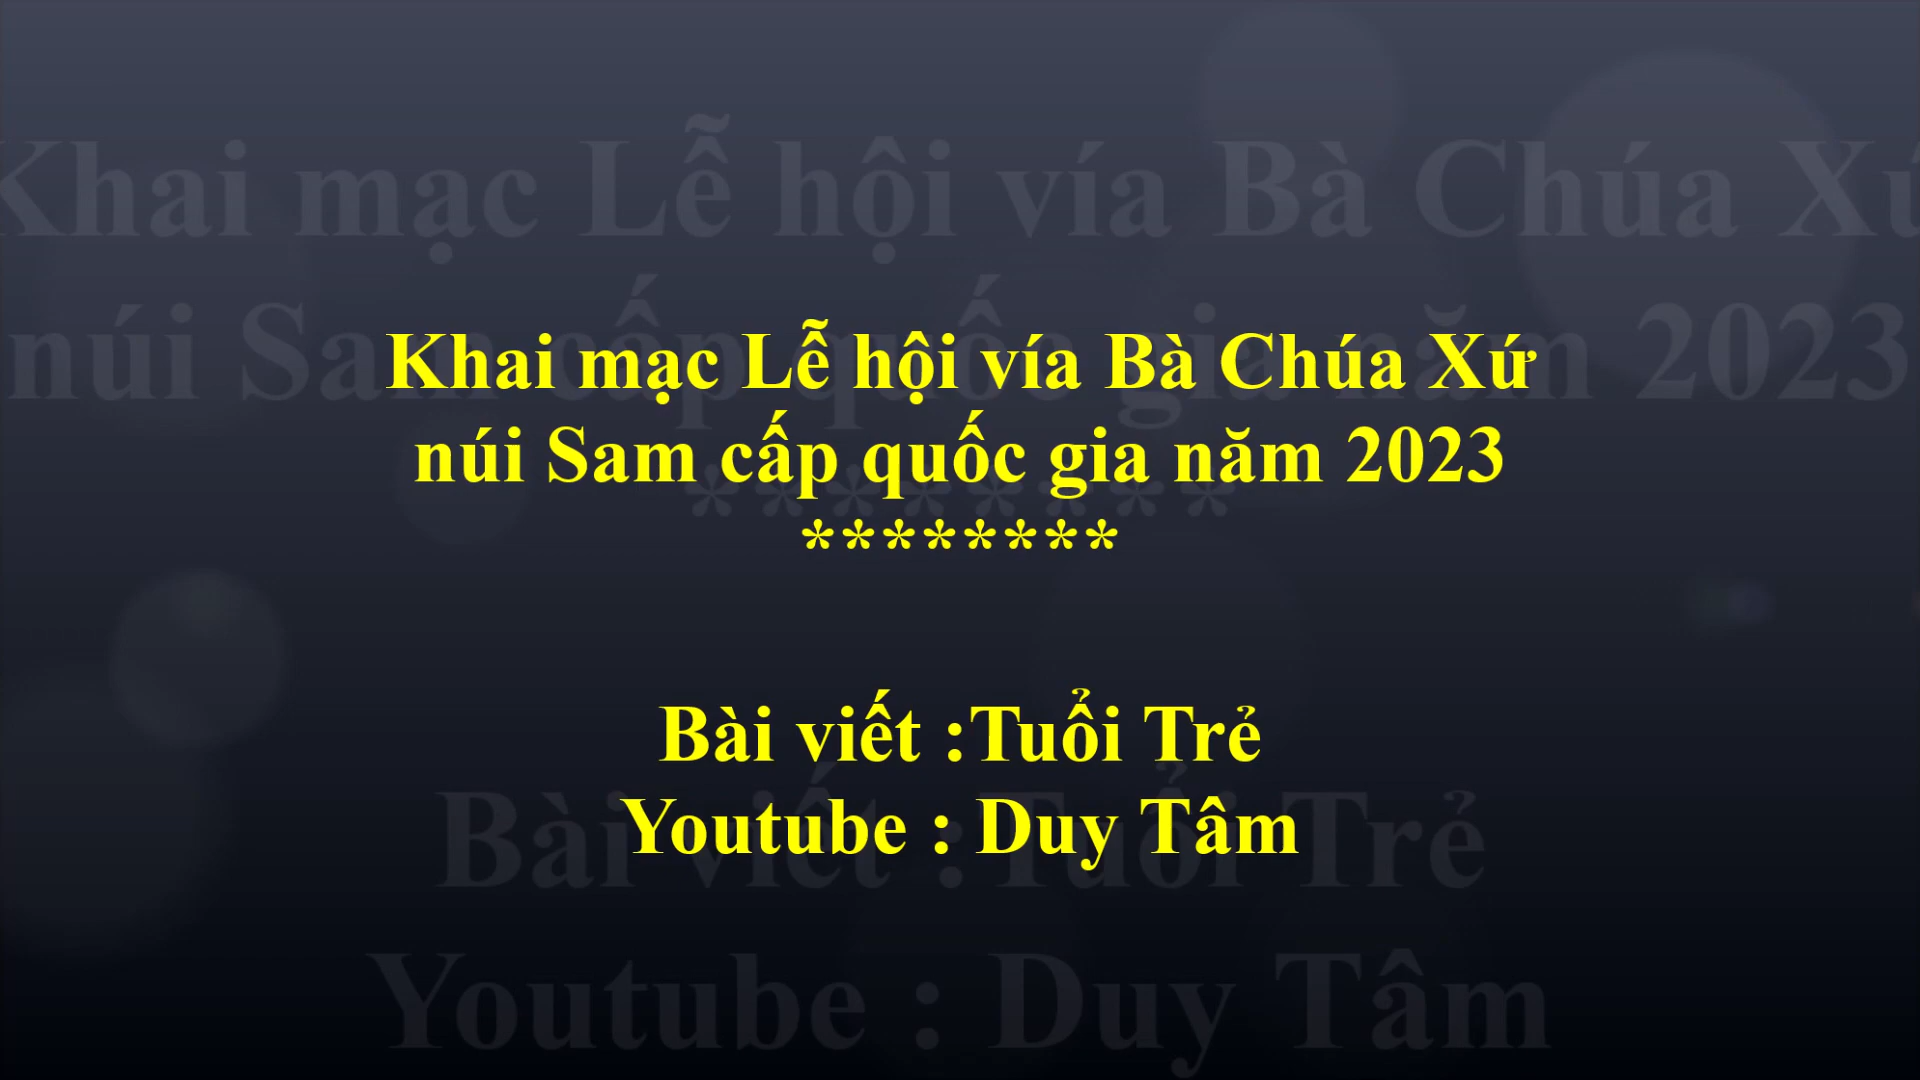 Khai mạc Lễ hội vía Bà Chúa Xứ
núi Sam cấp quốc gia năm 2023
********
Bài viết :Tuổi Trẻ
Youtube : Duy Tâm